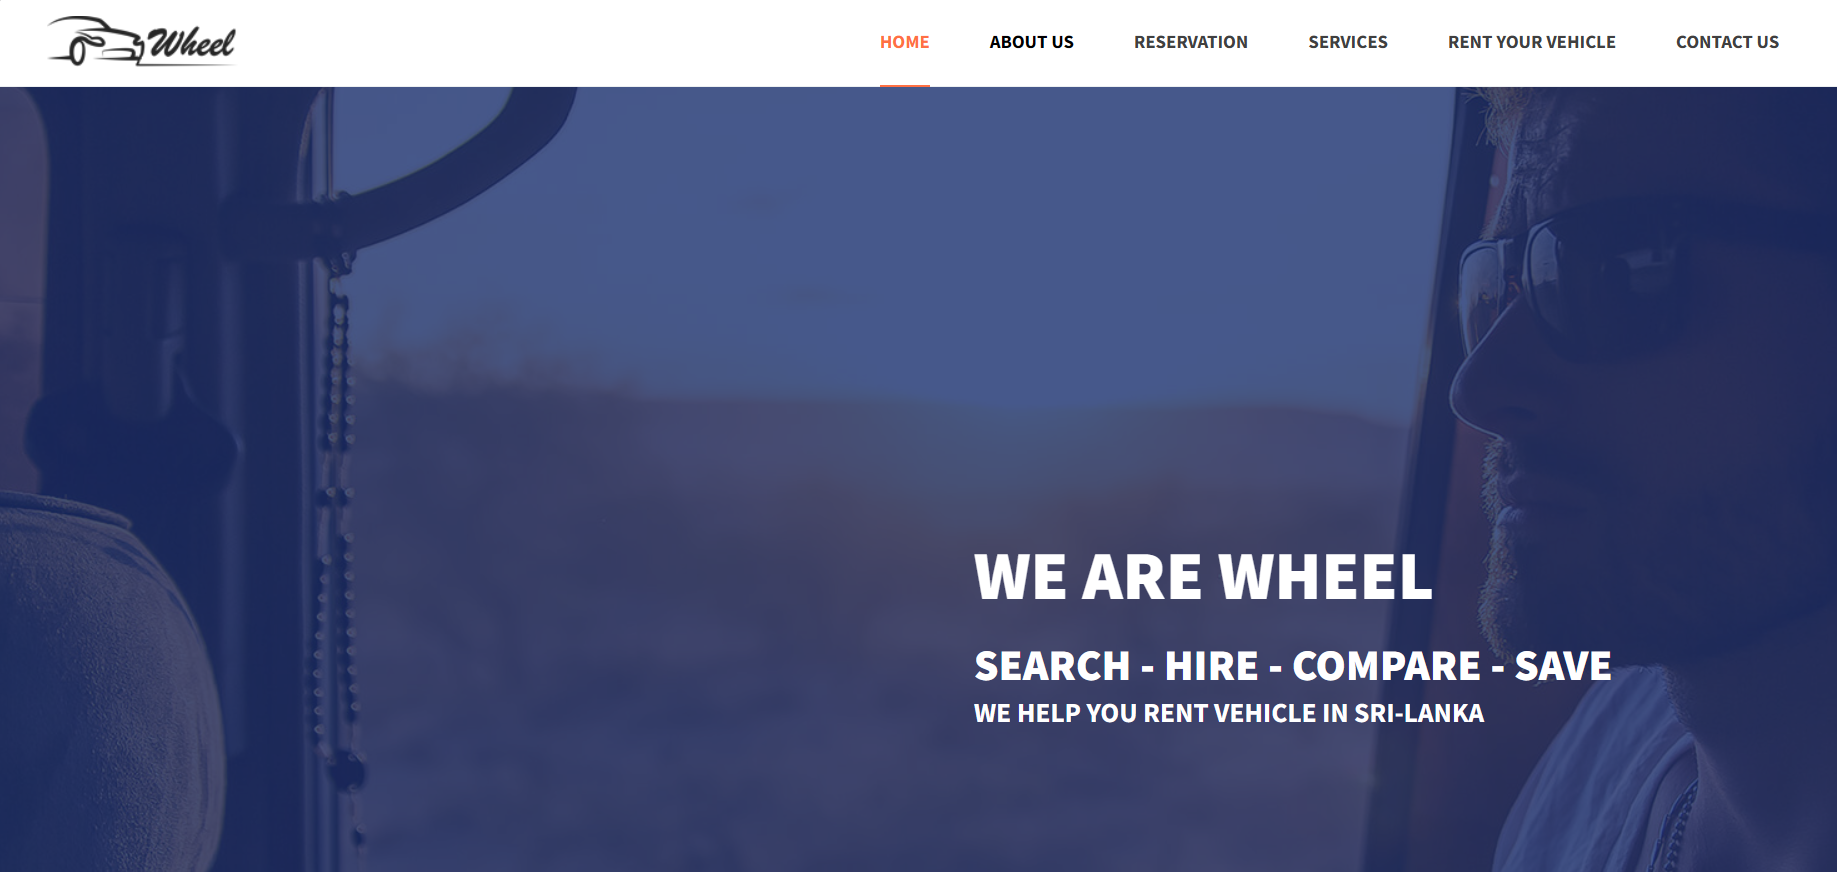 Wheel
HOME ABOUT US RESERVATION SERVICES RENT YOUR VEHICLE CONTACT US
WE ARE WHEEL
SEARCH - HIRE - COMPARE - SAVE
WE HELP YOU RENT VEHICLE IN SRI-LANKA